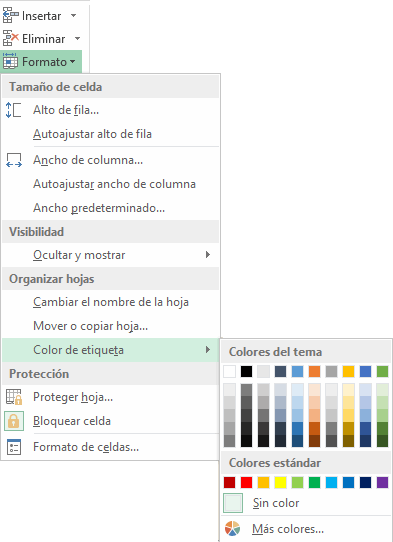 Insertar
Eliminar
Formato
Tamaño de celda
Alto de fila...
Autoajustar alto de fila
Ancho de columna...
Autoajustar ancho de columna
Ancho predeterminado...
Visibilidad
Ocultar y mostrar
Organizar hojas
Cambiar el nombre de la hoja
Mover o copiar hoja...
Color de etiqueta
Protección
Proteger hoja...
Bloquear celda
Formato de celdas...
Colores del tema
Colores estándar
Sin color
Más colores...